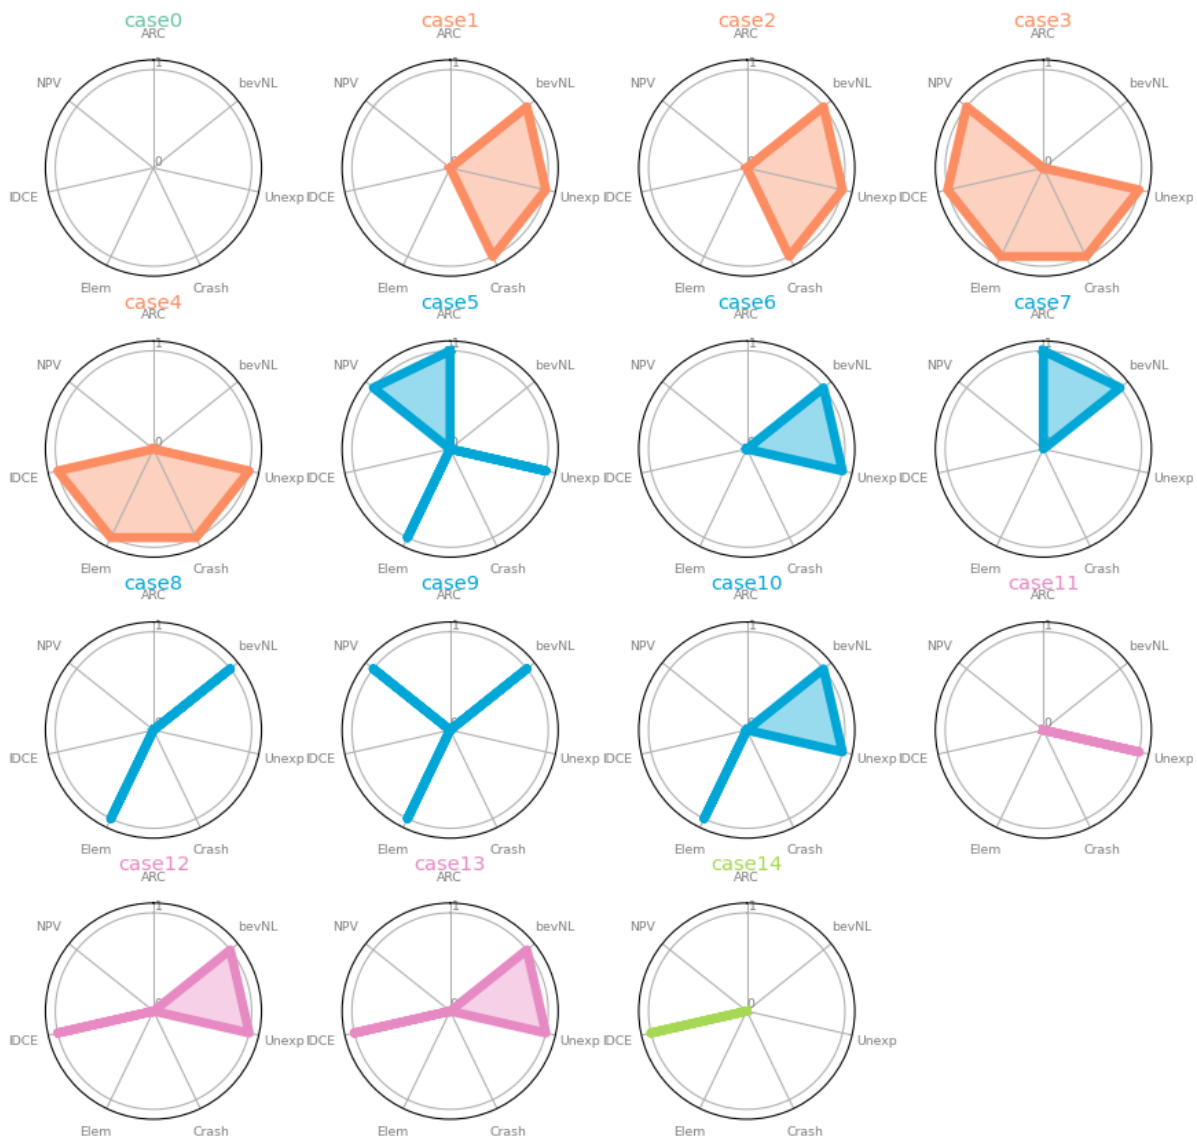 case0
ARC
1
NPV
bevNL
0
IDCE
Unexp
Elem
Crash
case1
ARC
1
NPV
bevNL
0
IDCE
Unexp
Elem
Crash
case2
ARC
1
NPV
bevNL
0
IDCE
Unexp
Elem
Crash
case3
ARC
1
NPV
bevNL
0
IDCE
Unexp
Elem
Crash
case4
ARC
1
NPV
bevNL
0
IDCE
Unexp
Elem
Crash
case5
ARC
1
NPV
bevNL
0
IDCE
Unexp
Elem
Crash
case6
ARC
1
NPV
bevNL
0
IDCE
Unexp
Elem
Crash
case7
ARC
1
NPV
bevNL
0
IDCE
Unexp
Elem
Crash
case8
ARC
1
NPV
bevNL
0
IDCE
Unexp
Elem
Crash
case9
ARC
1
NPV
bevNL
0
IDCE
Unexp
Elem
Crash
case10
ARC
1
NPV
bevNL
0
IDCE
Unexp
Elem
Crash
case11
ARC
1
NPV
bevNL
0
IDCE
Unexp
Elem
Crash
case12
ARC
1
NPV
bevNL
0
IDCE
Unexp
Elem
Crash
case13
ARC
1
NPV
bevNL
0
IDCE
Unexp
Elem
Crash
case14
ARC
1
NPV
bevNL
0
IDCE
Unexp
Elem
Crash